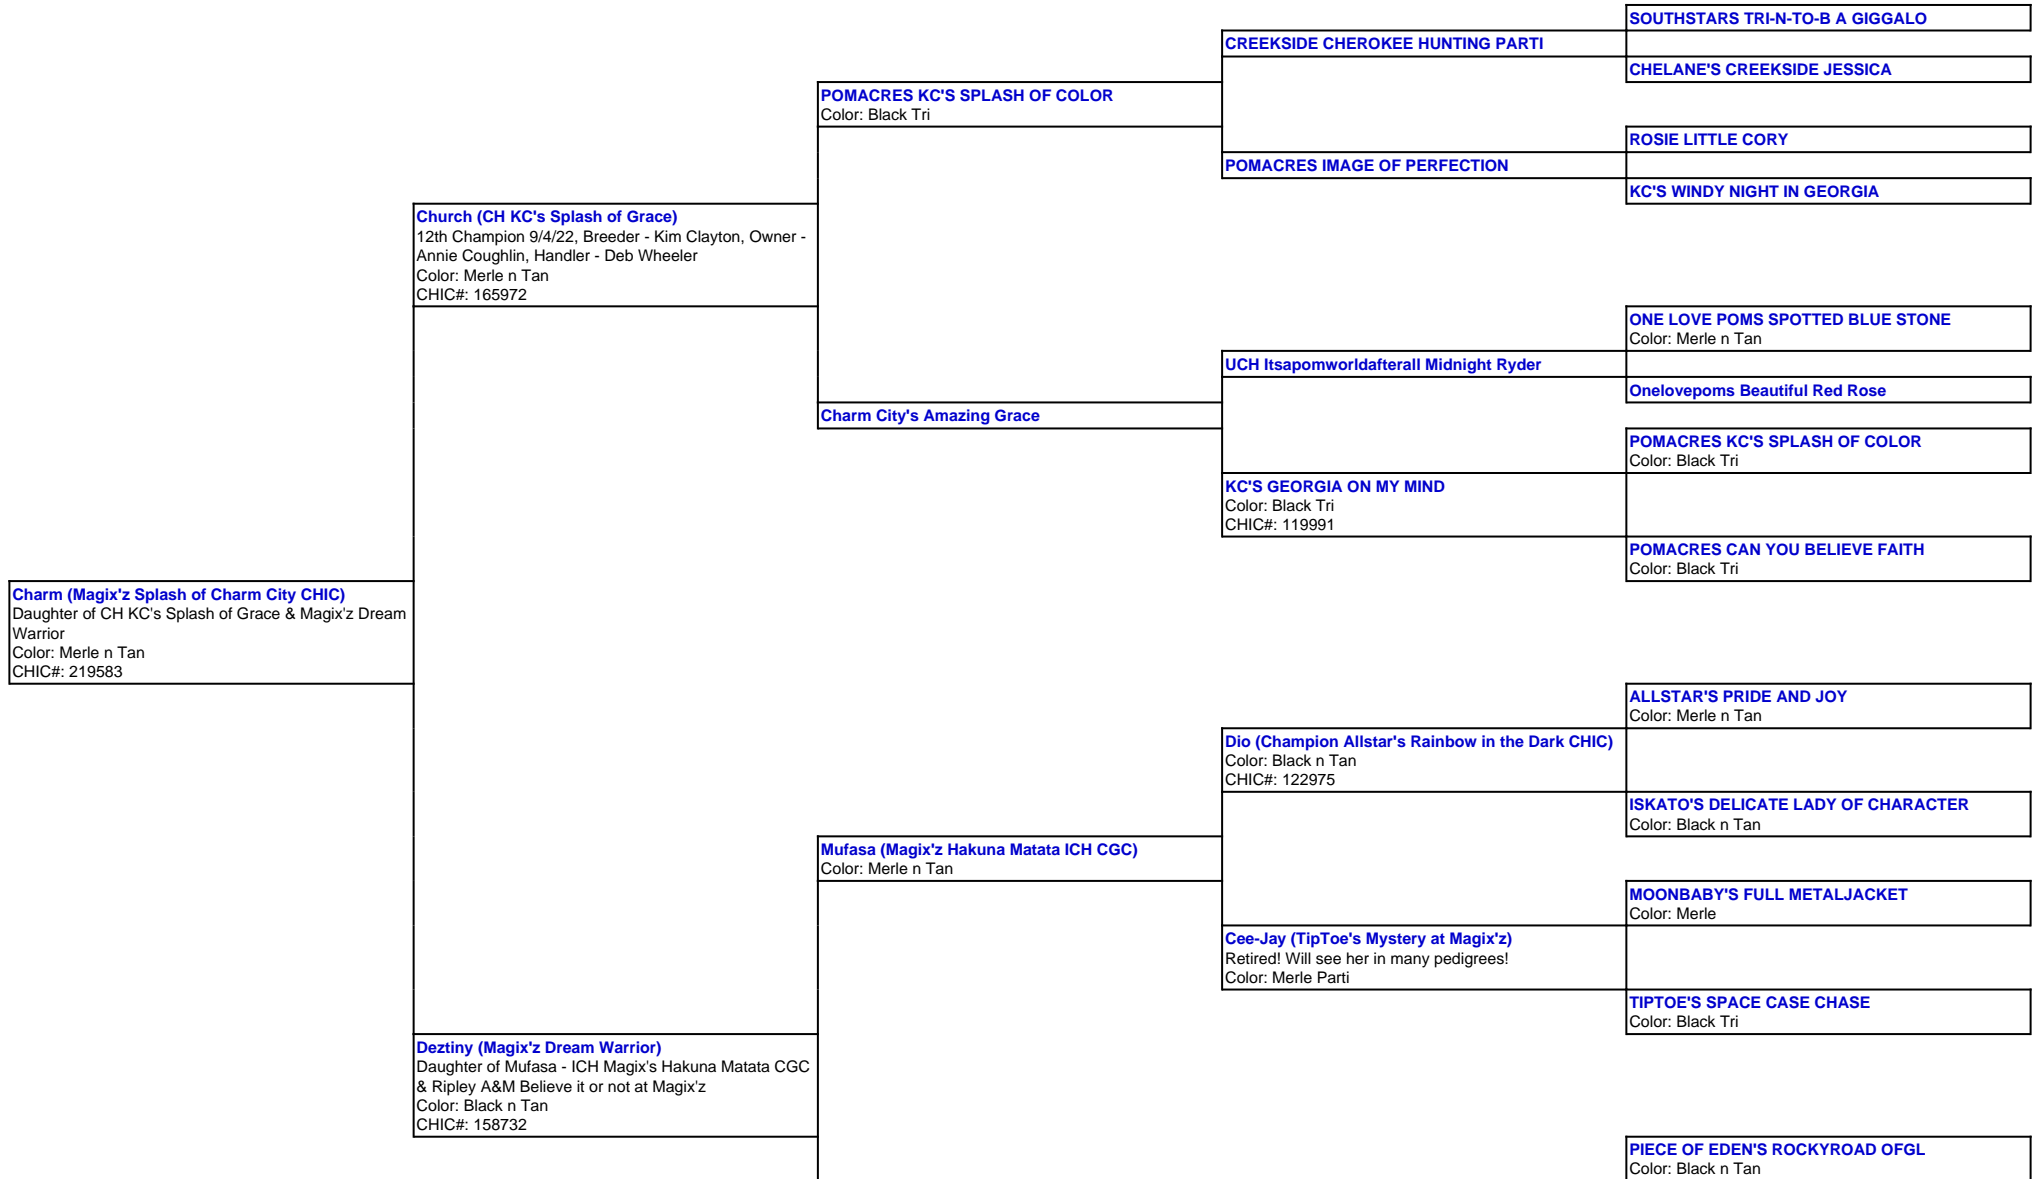 SOUTHSTARS TRI-N-TO-B A GIGGALO
CREEKSIDE CHEROKEE HUNTING PARTI
CHELANE'S CREEKSIDE JESSICA
POMACRES KC'S SPLASH OF COLOR
Color: Black Tri
ROSIE LITTLE CORY
POMACRES IMAGE OF PERFECTION
KC'S WINDY NIGHT IN GEORGIA
Church (CH KC's Splash of Grace)
12th Champion 9/4/22, Breeder - Kim Clayton, Owner -
Annie Coughlin, Handler - Deb Wheeler
Color: Merle n Tan
CHIC#: 165972
ONE LOVE POMS SPOTTED BLUE STONE
Color: Merle n Tan
UCH Itsapomworldafterall Midnight Ryder
Onelovepoms Beautiful Red Rose
Charm City's Amazing Grace
POMACRES KC'S SPLASH OF COLOR
Color: Black Tri
KC'S GEORGIA ON MY MIND
Color: Black Tri
CHIC#: 119991
POMACRES CAN YOU BELIEVE FAITH
Color: Black Tri
Charm (Magix'z Splash of Charm City CHIC)
Daughter of CH KC's Splash of Grace & Magix'z Dream
Warrior
Color: Merle n Tan
CHIC#: 219583
ALLSTAR'S PRIDE AND JOY
Color: Merle n Tan
Dio (Champion Allstar's Rainbow in the Dark CHIC)
Color: Black n Tan
CHIC#: 122975
ISKATO'S DELICATE LADY OF CHARACTER
Color: Black n Tan
Mufasa (Magix'z Hakuna Matata ICH CGC)
Color: Merle n Tan
MOONBABY'S FULL METALJACKET
Color: Merle
Cee-Jay (TipToe's Mystery at Magix'z)
Retired! Will see her in many pedigrees!
Color: Merle Parti
TIPTOE'S SPACE CASE CHASE
Color: Black Tri
Deztiny (Magix'z Dream Warrior)
Daughter of Mufasa - ICH Magix's Hakuna Matata CGC
& Ripley A&M Believe it or not at Magix'z
Color: Black n Tan
CHIC#: 158732
PIECE OF EDEN'S ROCKYROAD OFGL
Color: Black n Tan